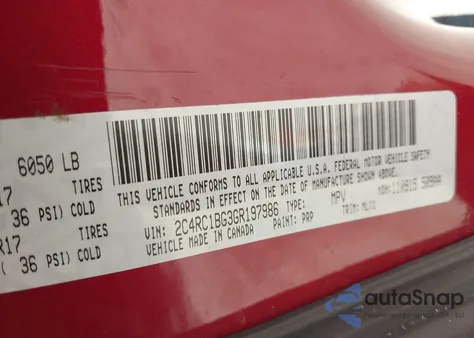 6050 LB
17 TIRES
36 PSI) COLD
R17 TIRES
( 36 PSI) COLD
THIS VEHICLE CONFORMS TO ALL APPLICABLE U.S.A. FEDERAL MOTOR VEHICLE SAFETY
STANDARDS IN EFFECT ON THE DATE OF MANUFACTURE SHOWN ABOVE.
VIN: 2C4RC1BG3GR197986 TYPE: MPV
VEHICLE MADE IN CANADA PAINT: PRP TRIM:
autoSnap